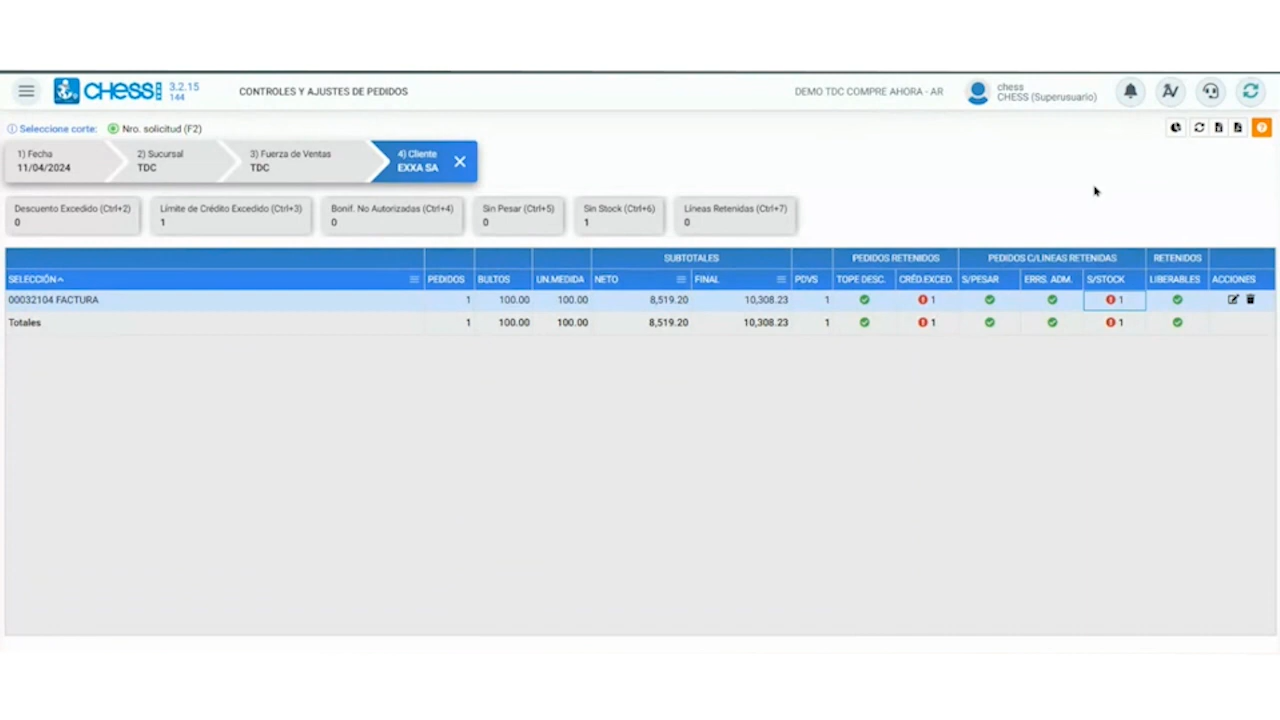 CHESS 3.2.15
144
CONTROLES Y AJUSTES DE PEDIDOS
DEMO TDC COMPRE AHORA - AR
chess
CHESS (Superusuario)
Seleccione corte: Nro. solicitud (F2)
1) Fecha
11/04/2024
2) Sucursal
TDC
3) Fuerza de Ventas
TDC
4) Cliente
EXXA SA
Descuento Excedido (Ctrl+2)
0
Límite de Crédito Excedido (Ctrl+3)
1
Bonif. No Autorizadas (Ctrl+4)
0
Sin Pesar (Ctrl+5)
0
Sin Stock (Ctrl+6)
1
Líneas Retenidas (Ctrl+7)
0
SUBTOTALES PEDIDOS RETENIDOS PEDIDOS C/LINEAS RETENIDAS RETENIDOS
SELECCIÓN PEDIDOS BULTOS UN.MEDIDA NETO FINAL PDVS TOPE DESC. CRÉD.EXCED. S/PESAR ERRS. ADM. S/STOCK LIBERABLES ACCIONES
00032104 FACTURA 1 100.00 100.00 8,519.20 10,308.23 1 1 1
Totales 1 100.00 100.00 8,519.20 10,308.23 1 1 1